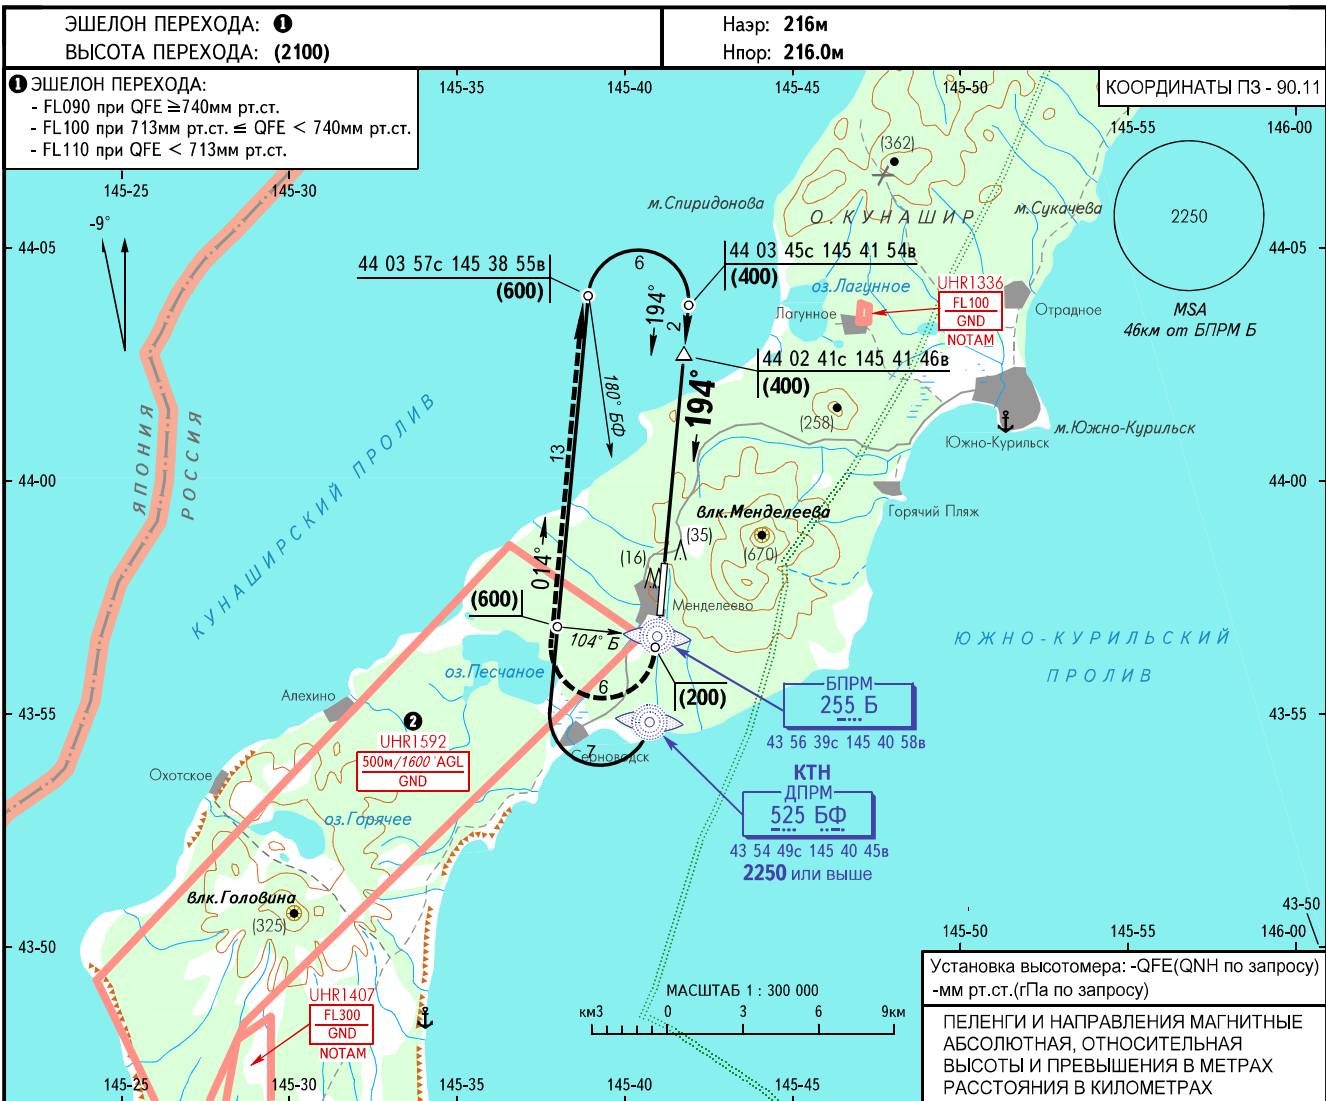 ЭШЕЛОН ПЕРЕХОДА: ❶
ВЫСОТА ПЕРЕХОДА: (2100)
Наэр: 216м
Нпор: 216.0м
❶ ЭШЕЛОН ПЕРЕХОДА:
- FL090 при QFE ≧740мм рт.ст.
- FL100 при 713мм рт.ст. ≦ QFE < 740мм рт.ст.
- FL110 при QFE < 713мм рт.ст.
КООРДИНАТЫ ПЗ - 90.11
145-35
145-40
145-45
145-50
145-55
146-00
145-25
145-30
-9°
44-05
44-05
(362)
м.Спиридонова
О. КУНАШИР
м.Сукачева
2250
MSA
46км от БПРМ Б
44 03 57с 145 38 55в
(600)
6
44 03 45с 145 41 54в
(400)
оз.Лагунное
Лагунное
UHR1336
FL100
GND
NOTAM
Отрадное
194°
2
44 02 41с 145 41 46в
(400)
194°
180° БФ
13
(258)
Южно-Курильск
м.Южно-Курильск
ЯПОНИЯ
РОССИЯ
КУНАШИРСКИЙ ПРОЛИВ
44-00
44-00
влк.Менделеева
Горячий Пляж
(35)
(670)
(16)
014°
(600)
104° Б
Менделеево
ЮЖНО-КУРИЛЬСКИЙ
ПРОЛИВ
оз.Песчаное
6
(200)
БПРМ
255 Б
43 56 39с 145 40 58в
Алехино
43-55
43-55
❷
UHR1592
500м/1600 'AGL
GND
7
Серноводск
КТН
ДПРМ
525 БФ
43 54 49с 145 40 45в
2250 или выше
Охотское
оз.Горячее
влк.Головина
(325)
43-50
43-50
145-50
145-55
146-00
UHR1407
FL300
GND
NOTAM
МАСШТАБ 1 : 300 000
км3
0
3
6
9км
Установка высотомера: -QFE(QNH по запросу)
-мм рт.ст.(гПа по запросу)
ПЕЛЕНГИ И НАПРАВЛЕНИЯ МАГНИТНЫЕ
АБСОЛЮТНАЯ, ОТНОСИТЕЛЬНАЯ
ВЫСОТЫ И ПРЕВЫШЕНИЯ В МЕТРАХ
РАССТОЯНИЯ В КИЛОМЕТРАХ
145-25
145-30
145-35
145-40
145-45